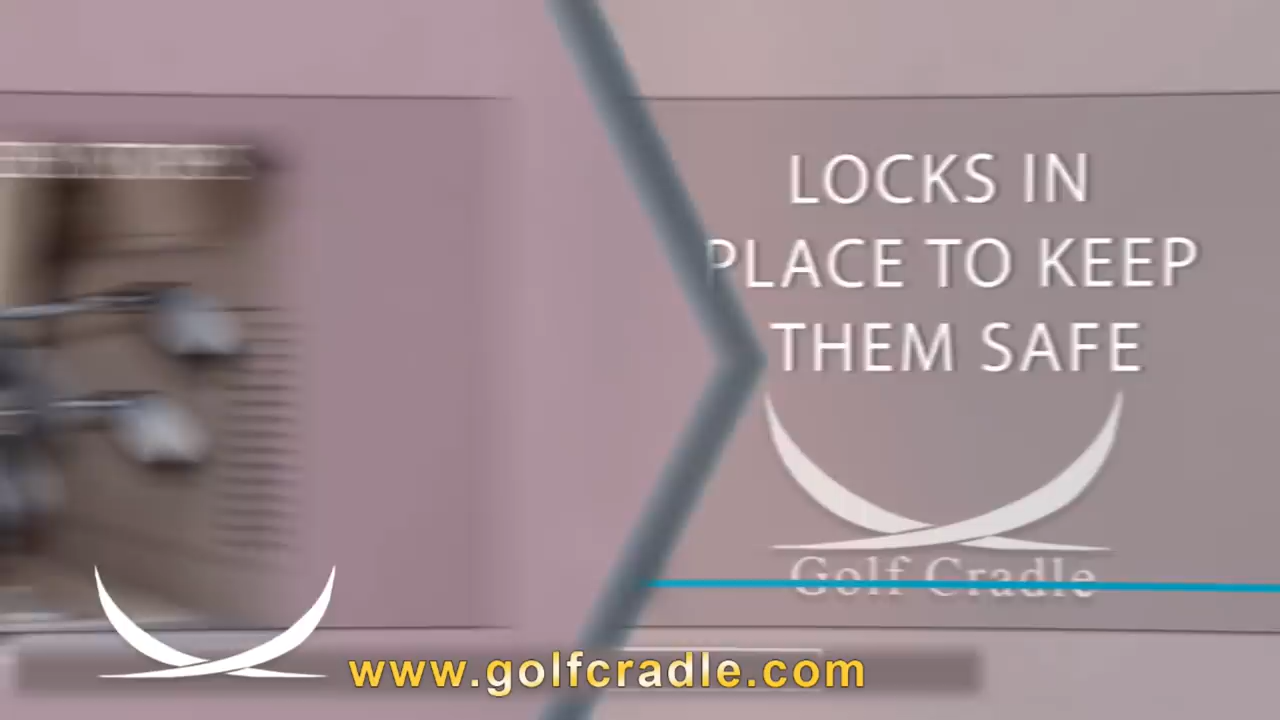 LOCKS IN
PLACE TO KEEP
THEM SAFE
Golf Cradle
www.golfcradle.com